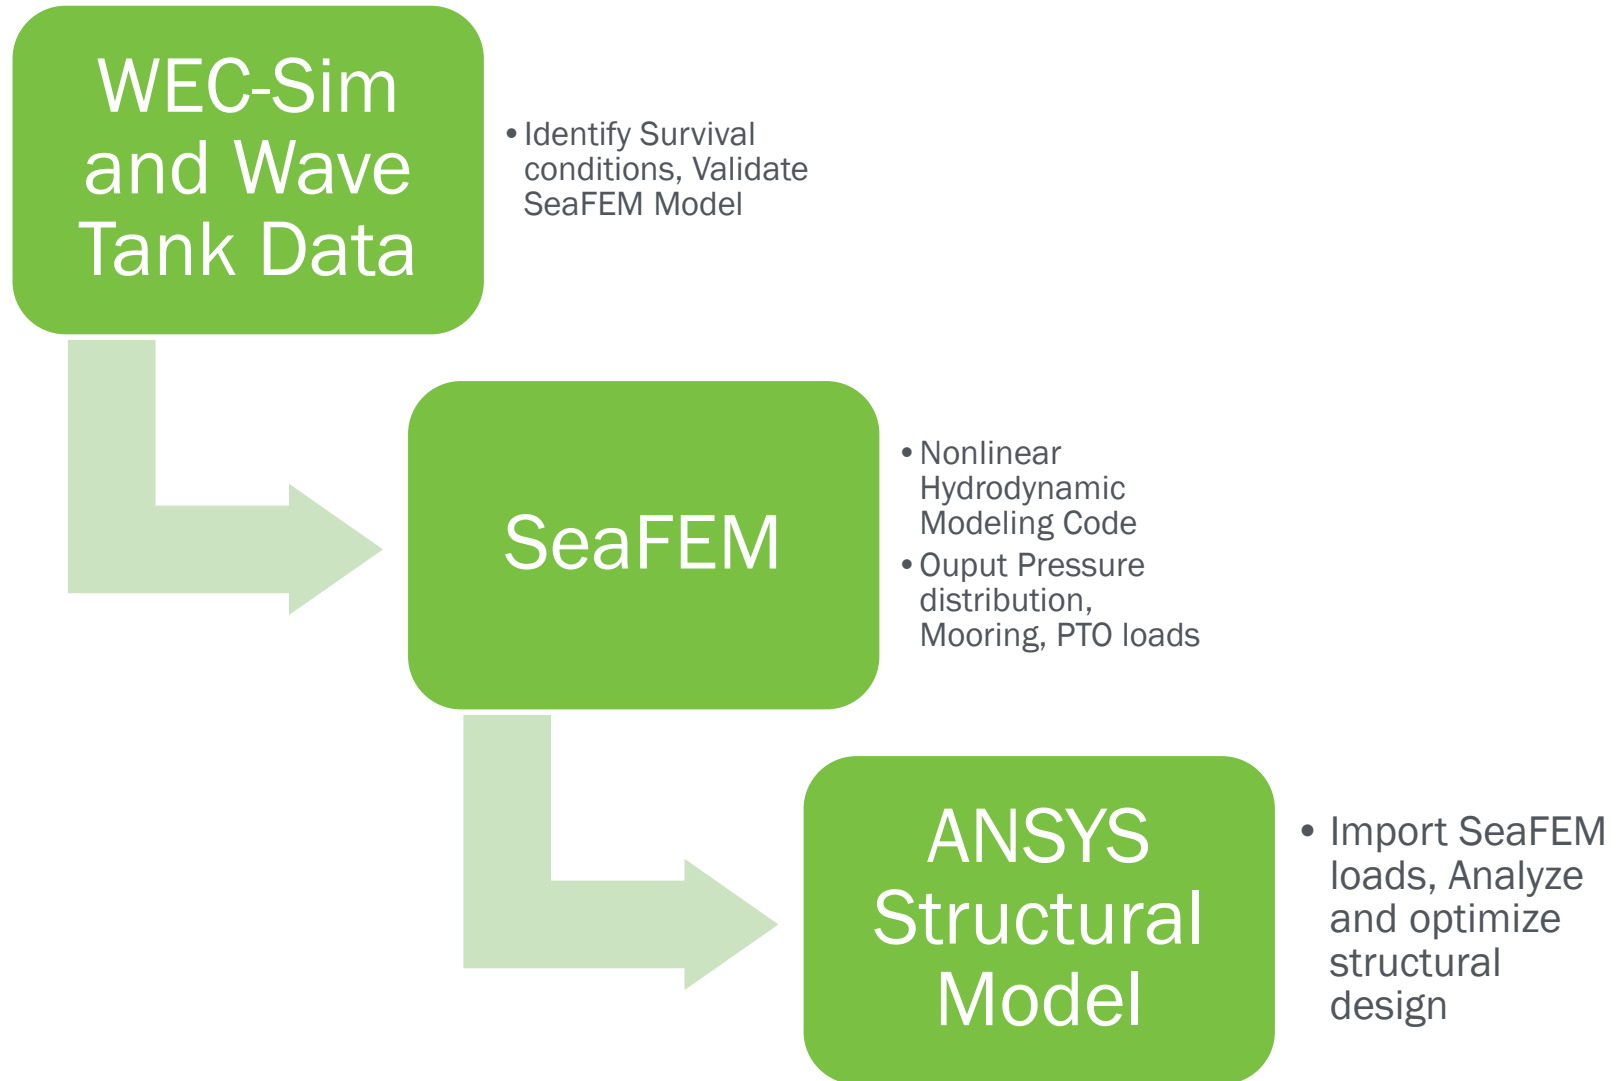 WEC-Sim
and Wave
Tank Data
•Identify Survival
conditions, Validate
SeaFEM Model
SeaFEM
•Nonlinear
Hydrodynamic
Modeling Code
•Ouput Pressure
distribution,
Mooring, PTO loads
ANSYS
Structural
Model
• Import SeaFEM
loads, Analyze
and optimize
structural
design